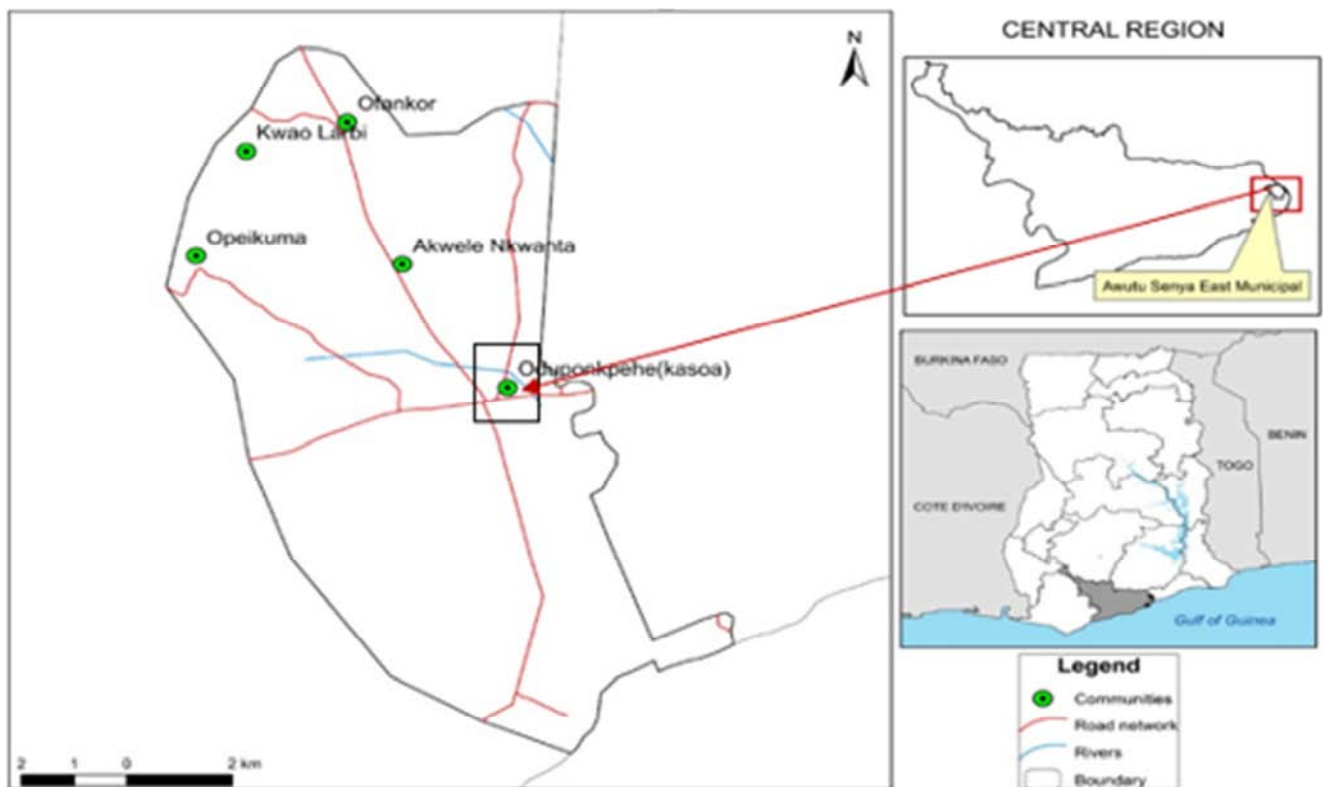 N
Ofankor
Kwao Larbi
Opeikuma
Akwele Nkwanta
Oduponkpehe(kasoa)
2 1 0 2 km
CENTRAL REGION
Awutu Senya East Municipal
BURKINA FASO
BENIN
TOGO
COTE D'IVOIRE
Gulf of Guinea
Legend
Communities
Road network
Rivers
Boundary